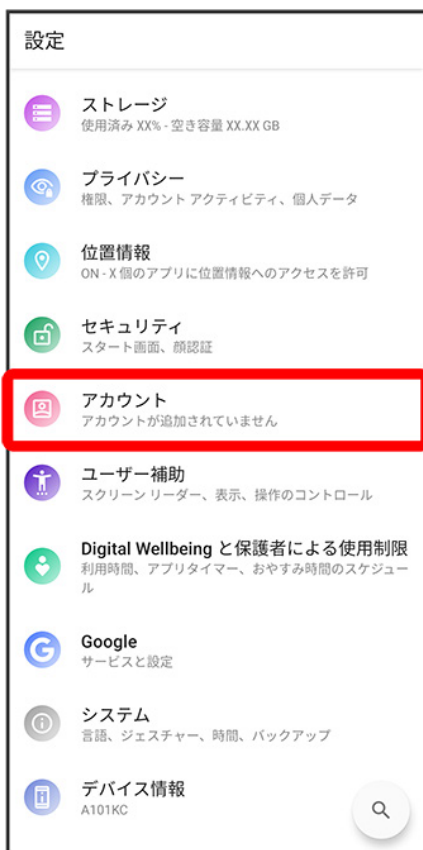 設定
ストレージ
使用済み XX% - 空き容量 XX.XX GB
プライバシー
権限、アカウント アクティビティ、個人データ
位置情報
ON - X 個のアプリに位置情報へのアクセスを許可
セキュリティ
スタート画面、顔認証
アカウント
アカウントが追加されていません
ユーザー補助
スクリーン リーダー、表示、操作のコントロール
Digital Wellbeing と保護者による使用制限
利用時間、アプリタイマー、おやすみ時間のスケジュー
ル
Google
サービスと設定
システム
言語、ジェスチャー、時間、バックアップ
デバイス情報
A101KC